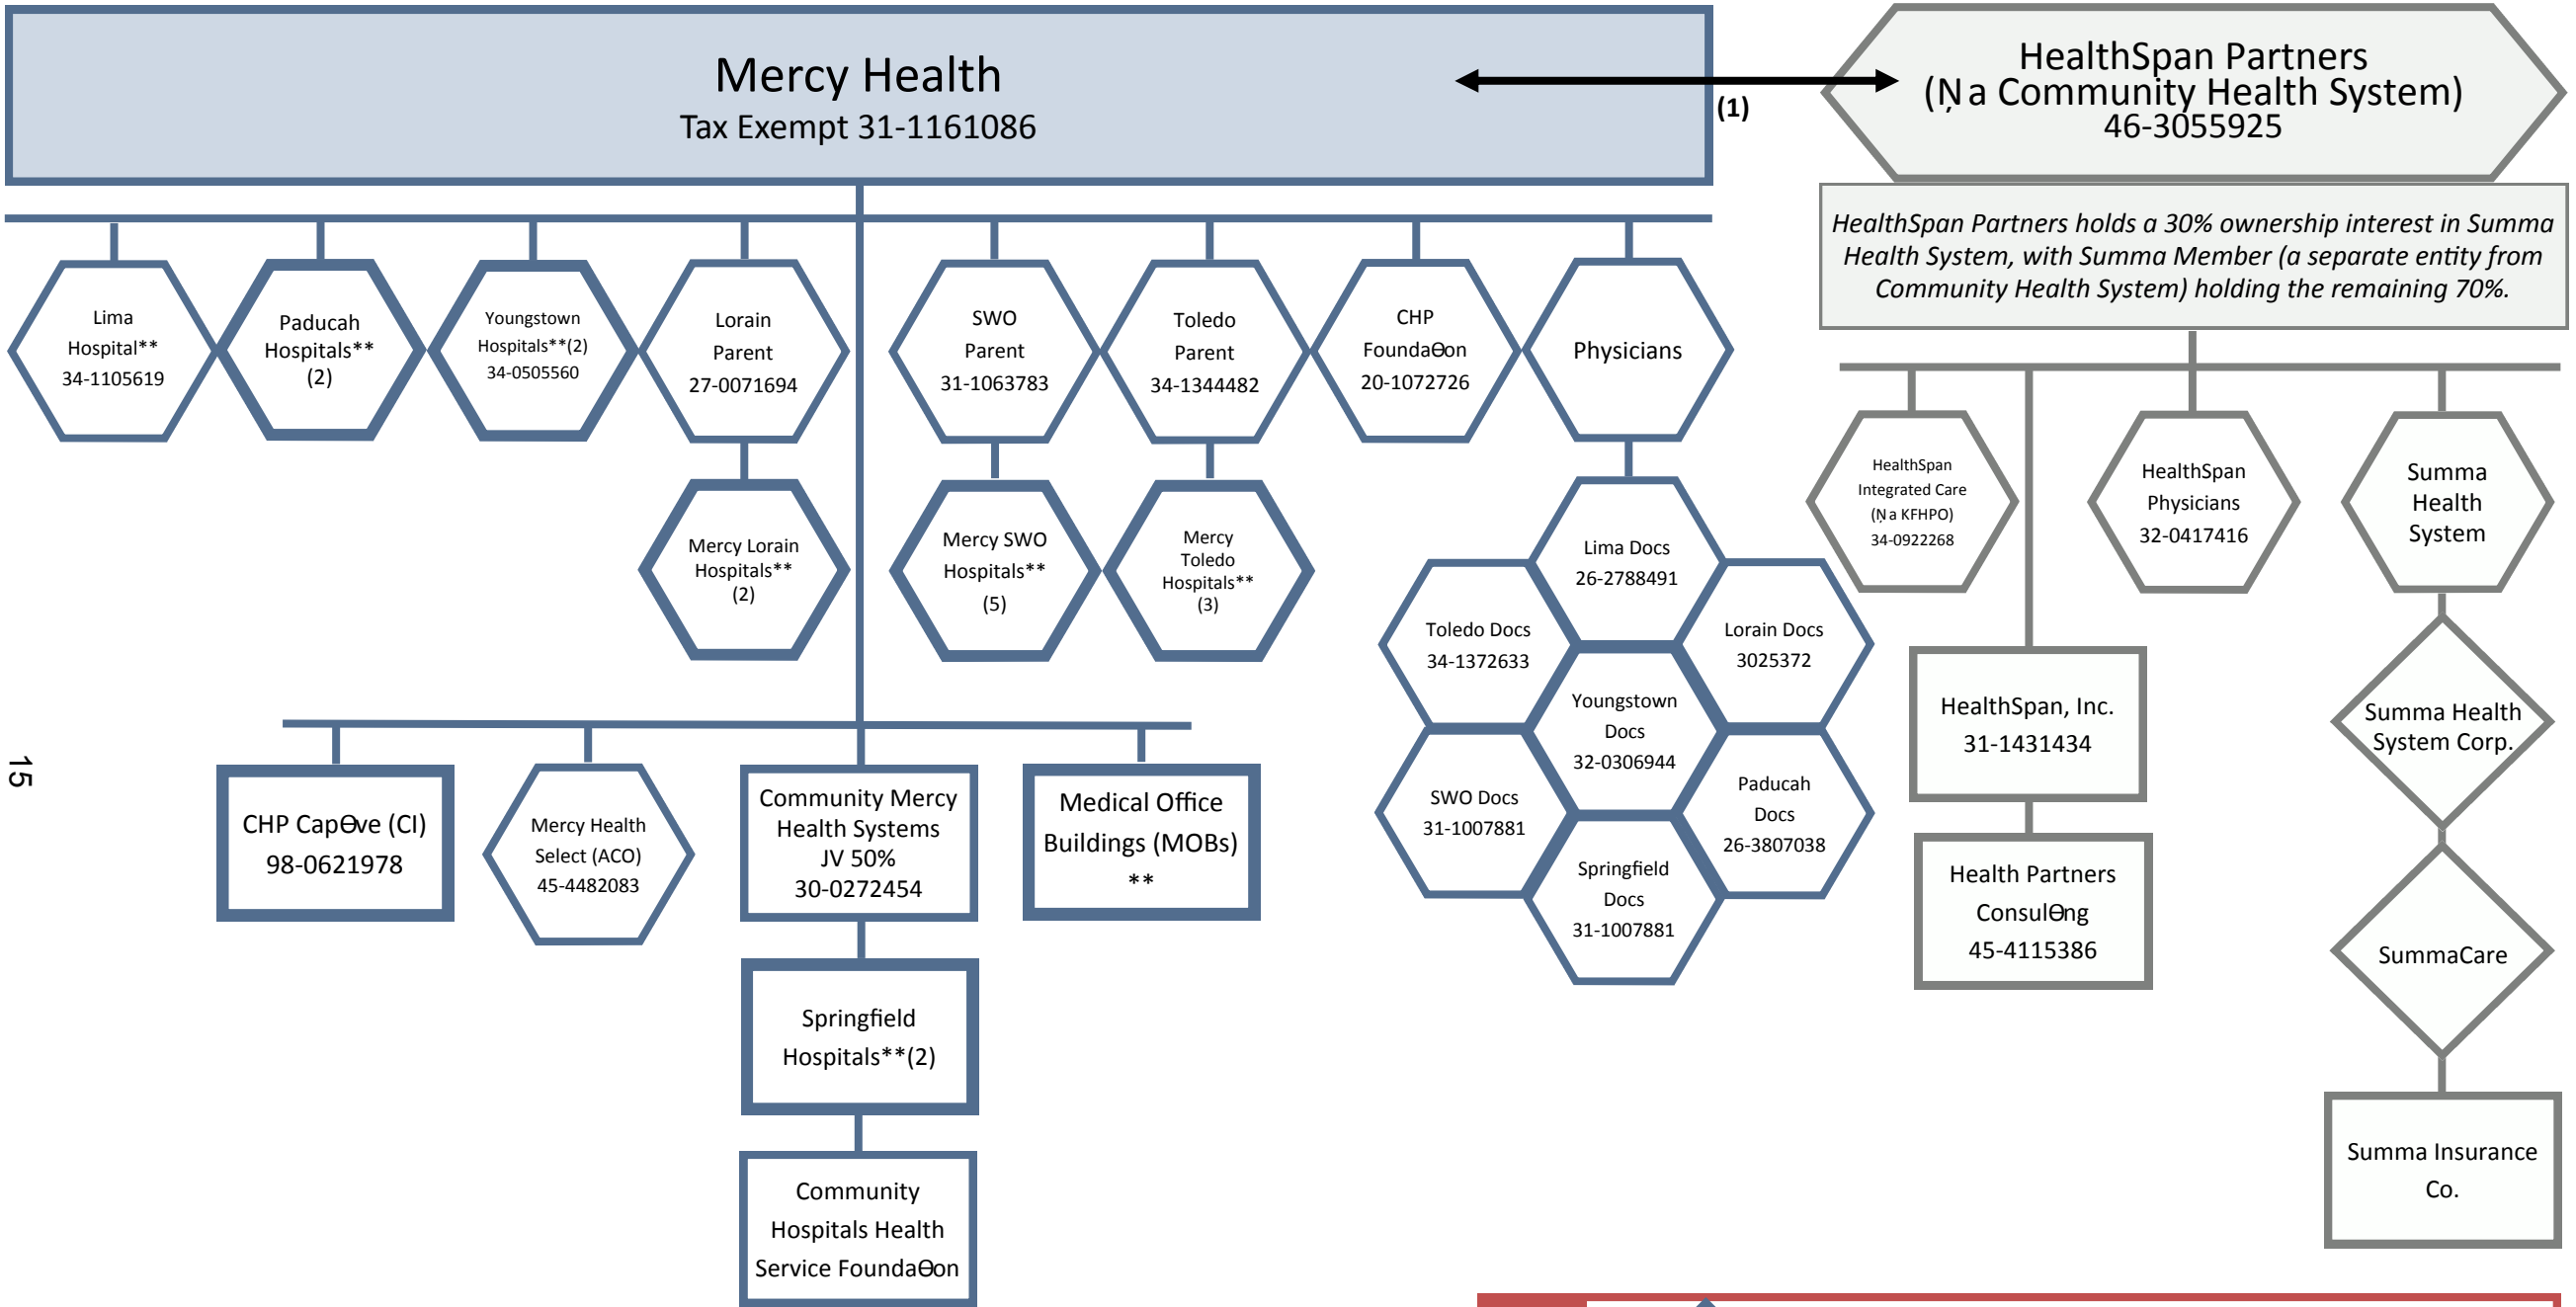 Mercy Health
Tax Exempt 31-1161086
(1)
HealthSpan Partners
(Ņa Community Health System)
46-3055925
HealthSpan Partners holds a 30% ownership interest in Summa
Health System, with Summa Member (a separate entity from
Community Health System) holding the remaining 70%.
Lima
Hospital**
34-1105619
Paducah
Hospitals**
(2)
Youngstown
Hospitals**(2)
34-0505560
Lorain
Parent
27-0071694
SWO
Parent
31-1063783
Toledo
Parent
34-1344482
CHP
FoundaƟon
20-1072726
Physicians
Mercy Lorain
Hospitals**
(2)
Mercy SWO
Hospitals**
(5)
Mercy
Toledo
Hospitals**
(3)
Lima Docs
26-2788491
Toledo Docs
34-1372633
Lorain Docs
3025372
Youngstown
Docs
32-0306944
SWO Docs
31-1007881
Paducah
Docs
26-3807038
Springfield
Docs
31-1007881
HealthSpan
Integrated Care
(Ņa KFHPO)
34-0922268
HealthSpan
Physicians
32-0417416
Summa
Health
System
HealthSpan, Inc.
31-1431434
Health Partners
ConsulƟng
45-4115386
Summa Health
System Corp.
SummaCare
Summa Insurance
Co.
CHP CapƟve (CI)
98-0621978
Mercy Health
Select (ACO)
45-4482083
Community Mercy
Health Systems
JV 50%
30-0272454
Medical Office
Buildings (MOBs)
**
Springfield
Hospitals**(2)
Community
Hospitals Health
Service FoundaƟon
15